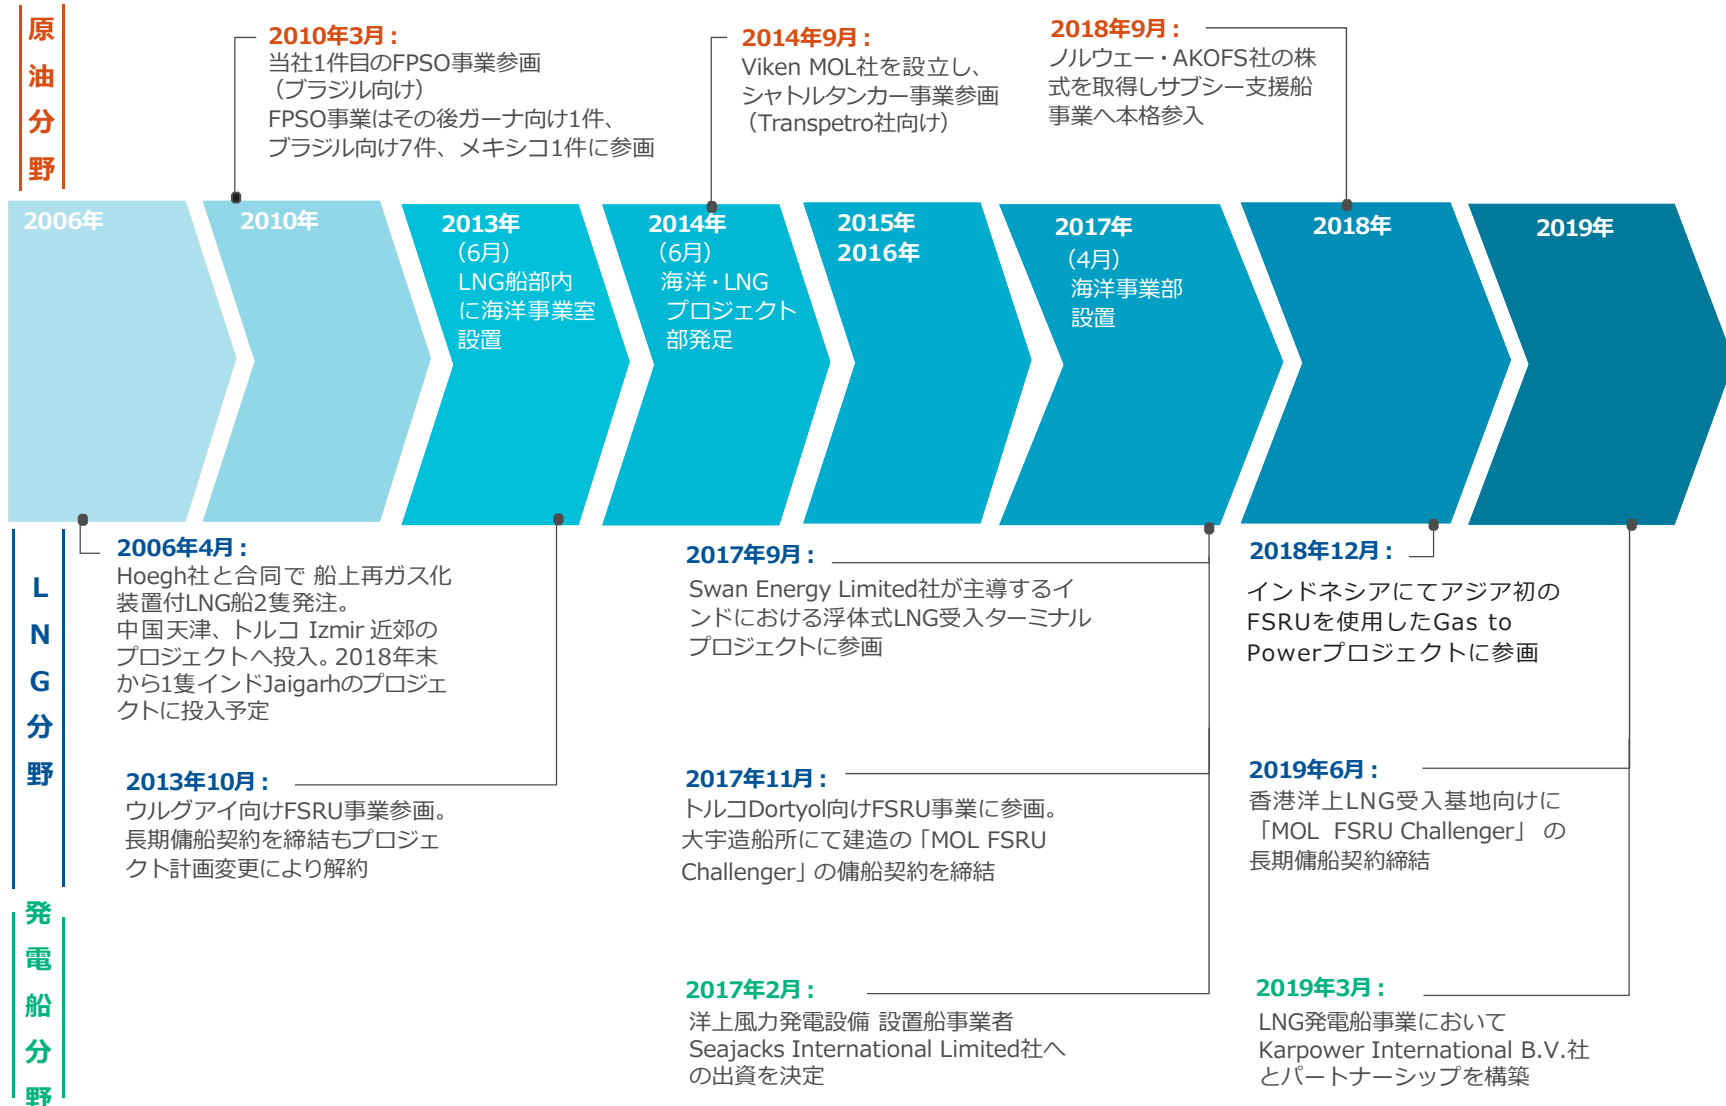 原
油
分
野
2010年3月：
当社1件目のFPSO事業参画
（ブラジル向け）
FPSO事業はその後ガーナ向け1件、
ブラジル向け7件、メキシコ1件に参画
2014年9月：
Viken MOL社を設立し、
シャトルタンカー事業参画
（Transpetro社向け）
2018年9月：
ノルウェー・AKOFS社の株
式を取得しサブシー支援船
事業へ本格参入
2006年
2010年
2013年
（6月）
LNG船部内
に海洋事業室
設置
2014年
（6月）
海洋・LNG
プロジェクト
部発足
2015年
2016年
2017年
（4月）
海洋事業部
設置
2018年
2019年
L
N
G
分
野
2006年4月：
Hoegh社と合同で 船上再ガス化
装置付LNG船2隻発注。
中国天津、トルコ Izmir 近郊の
プロジェクトへ投入。2018年末
から1隻インドJaigarhのプロジェ
クトに投入予定
2013年10月：
ウルグアイ向けFSRU事業参画。
長期傭船契約を締結もプロジェ
クト計画変更により解約
2017年9月：
Swan Energy Limited社が主導するイ
ンドにおける浮体式LNG受入ターミナル
プロジェクトに参画
2017年11月：
トルコDortyol向けFSRU事業に参画。
大宇造船所にて建造の「MOL FSRU
Challenger」の傭船契約を締結
2018年12月：
インドネシアにてアジア初の
FSRUを使用したGas to
Powerプロジェクトに参画
2019年6月：
香港洋上LNG受入基地向けに
「MOL FSRU Challenger」 の
長期傭船契約締結
発
電
船
分
野
2017年2月：
洋上風力発電設備 設置船事業者
Seajacks International Limited社へ
の出資を決定
2019年3月：
LNG発電船事業において
Karpower International B.V.社
とパートナーシップを構築